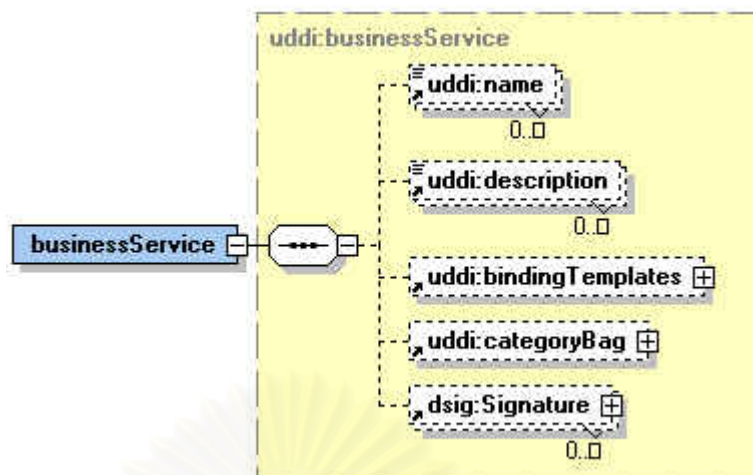 uddi:businessService
uddi:name
0..□
uddi:description
0..□
businessService
uddi:bindingTemplates
uddi:categoryBag
dsig:Signature
0..□